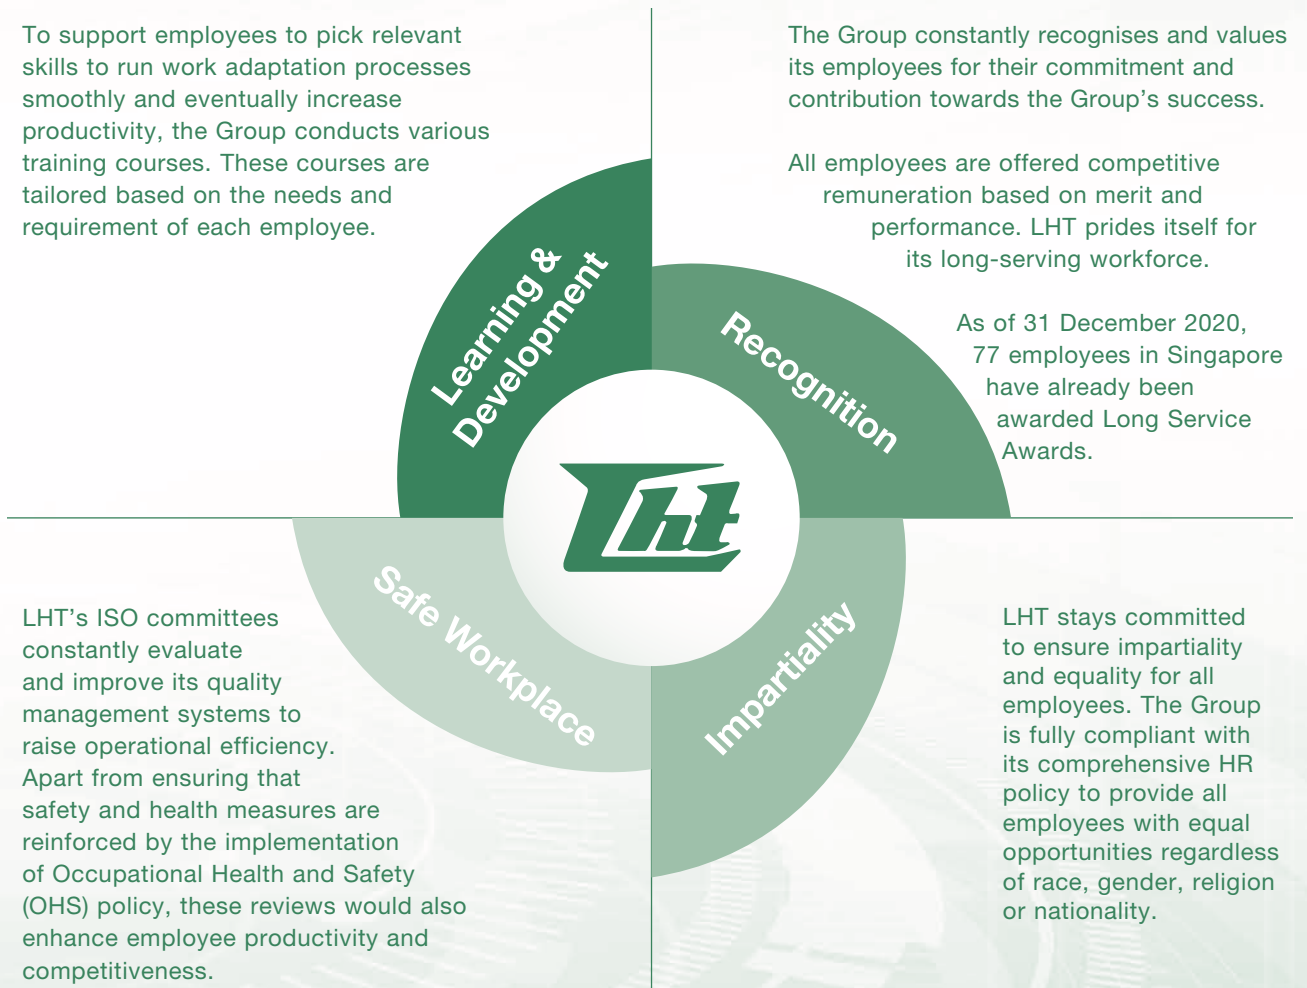 To support employees to pick relevant
skills to run work adaptation processes
smoothly and eventually increase
productivity, the Group conducts various
training courses. These courses are
tailored based on the needs and
requirement of each employee.
The Group constantly recognises and values
its employees for their commitment and
contribution towards the Group's success.
All employees are offered competitive
remuneration based on merit and
performance. LHT prides itself for
its long-serving workforce.
As of 31 December 2020,
77 employees in Singapore
have already been
awarded Long Service
Awards.
Learning &
Development
Recognition
Lht
Safe Workplace
Impartiality
LHT's ISO committees
constantly evaluate
and improve its quality
management systems to
raise operational efficiency.
Apart from ensuring that
safety and health measures are
reinforced by the implementation
of Occupational Health and Safety
(OHS) policy, these reviews would also
enhance employee productivity and
competitiveness.
LHT stays committed
to ensure impartiality
and equality for all
employees. The Group
is fully compliant with
its comprehensive HR
policy to provide all
employees with equal
opportunities regardless
of race, gender, religion
or nationality.